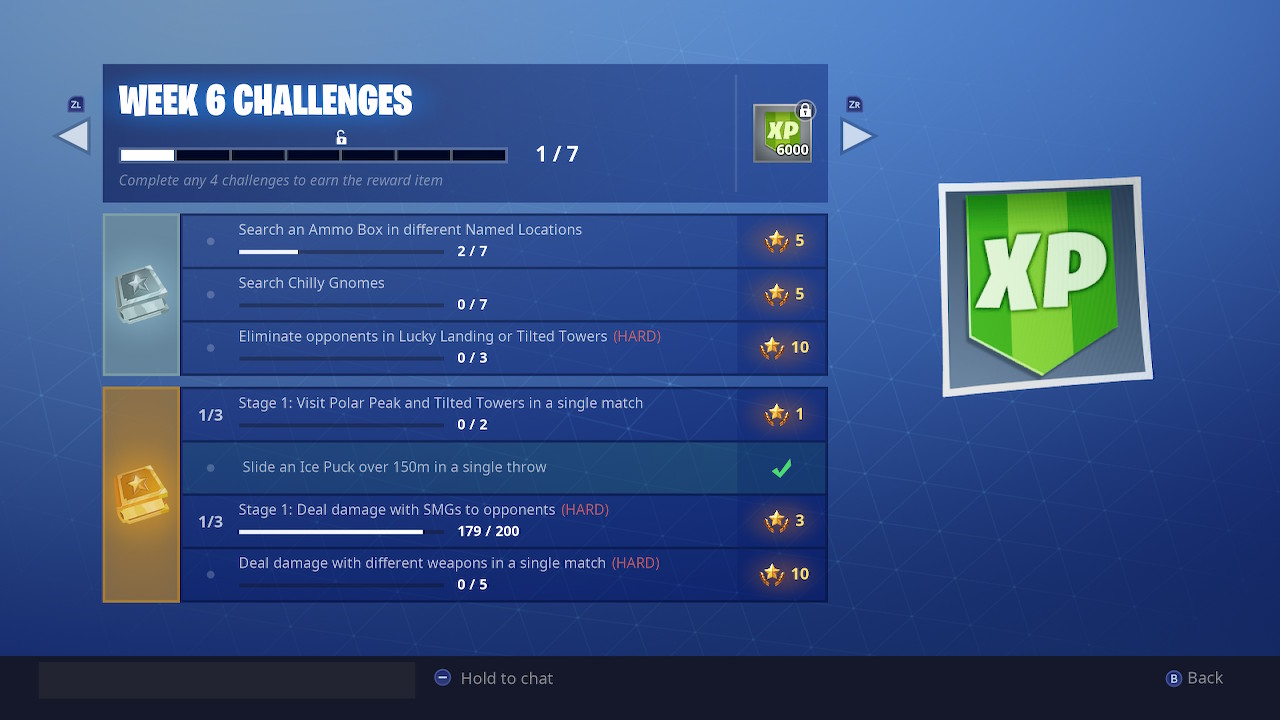 WEEK 6 CHALLENGES
ZL
ZR
1 / 7
XP
6000
Complete any 4 challenges to earn the reward item
Search an Ammo Box in different Named Locations
2 / 7
5
Search Chilly Gnomes
0 / 7
5
Eliminate opponents in Lucky Landing or Tilted Towers (HARD)
0 / 3
10
XP
1/3
Stage 1: Visit Polar Peak and Tilted Towers in a single match
0 / 2
1
Slide an Ice Puck over 150m in a single throw
1/3
Stage 1: Deal damage with SMGs to opponents (HARD)
179 / 200
3
Deal damage with different weapons in a single match (HARD)
0 / 5
10
Hold to chat
B Back